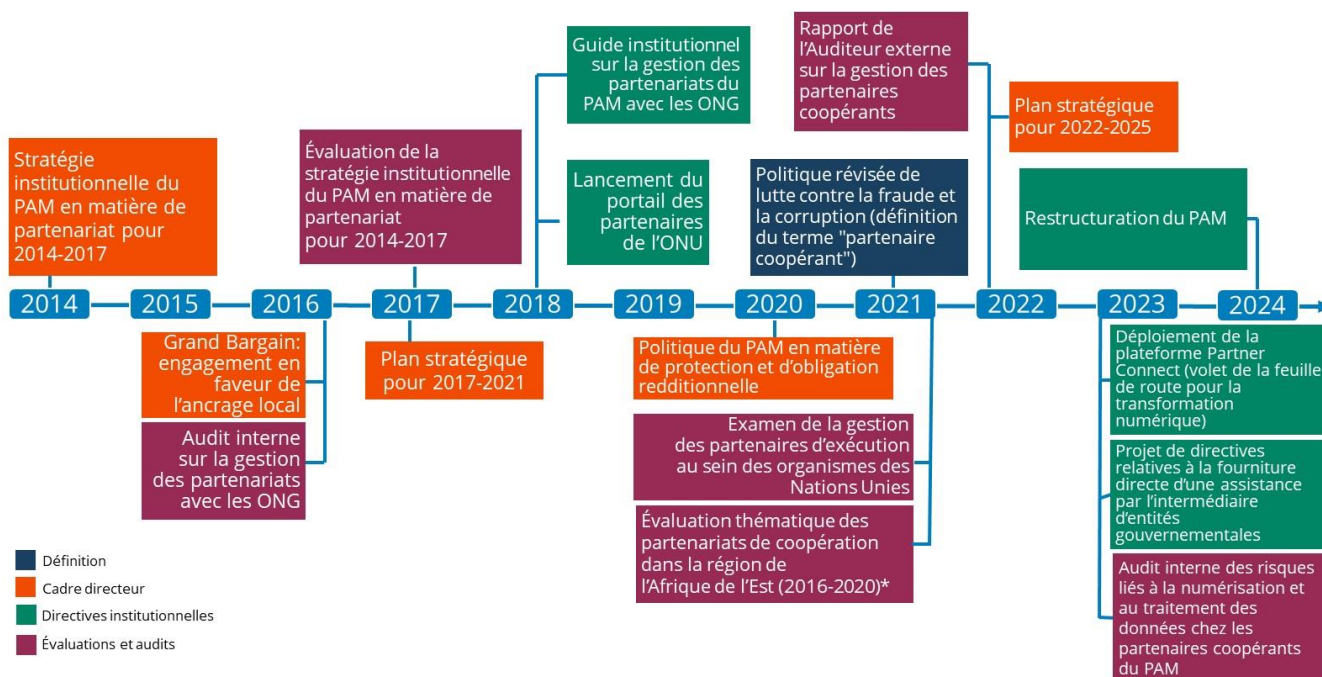 Stratégie
institutionnelle du
PAM en matière de
partenariat pour
2014-2017
Évaluation de la
stratégie institutionnelle
du PAM en matière de
partenariat
pour 2014-2017
Guide institutionnel
sur la gestion des
partenariats du
PAM avec les ONG
Lancement du
portail des
partenaires
de l'ONU
Rapport de
l'Auditeur externe
sur la gestion des
partenaires
coopérants
Politique révisée de
lutte contre la fraude et
la corruption (définition
du terme "partenaire
coopérant")
Plan stratégique
pour 2022-2025
Restructuration du PAM
2014
2015
2016
2017
2018
2019
2020
2021
2022
2023
2024
Grand Bargain:
engagement en
faveur de
l'ancrage local
Audit interne
sur la gestion
des partenariats
avec les ONG
Plan stratégique
pour 2017-2021
Politique du PAM en matière
de protection et d'obligation
redditionnelle
Examen de la gestion
des partenaires d'exécution
au sein des organismes des
Nations Unies
Évaluation thématique des
partenariats de coopération
dans la région de
l'Afrique de l'Est (2016-2020)*
Déploiement de la
plateforme Partner
Connect (volet de la feuille
de route pour la
transformation
numérique)
Projet de directives
relatives à la fourniture
directe d'une assistance
par l'intermédiaire
d'entités
gouvernementales
Audit interne des risques
liés à la numérisation et
au traitement des
données chez les
partenaires coopérants
du PAM
Définition
Cadre directeur
Directives institutionnelles
Évaluations et audits